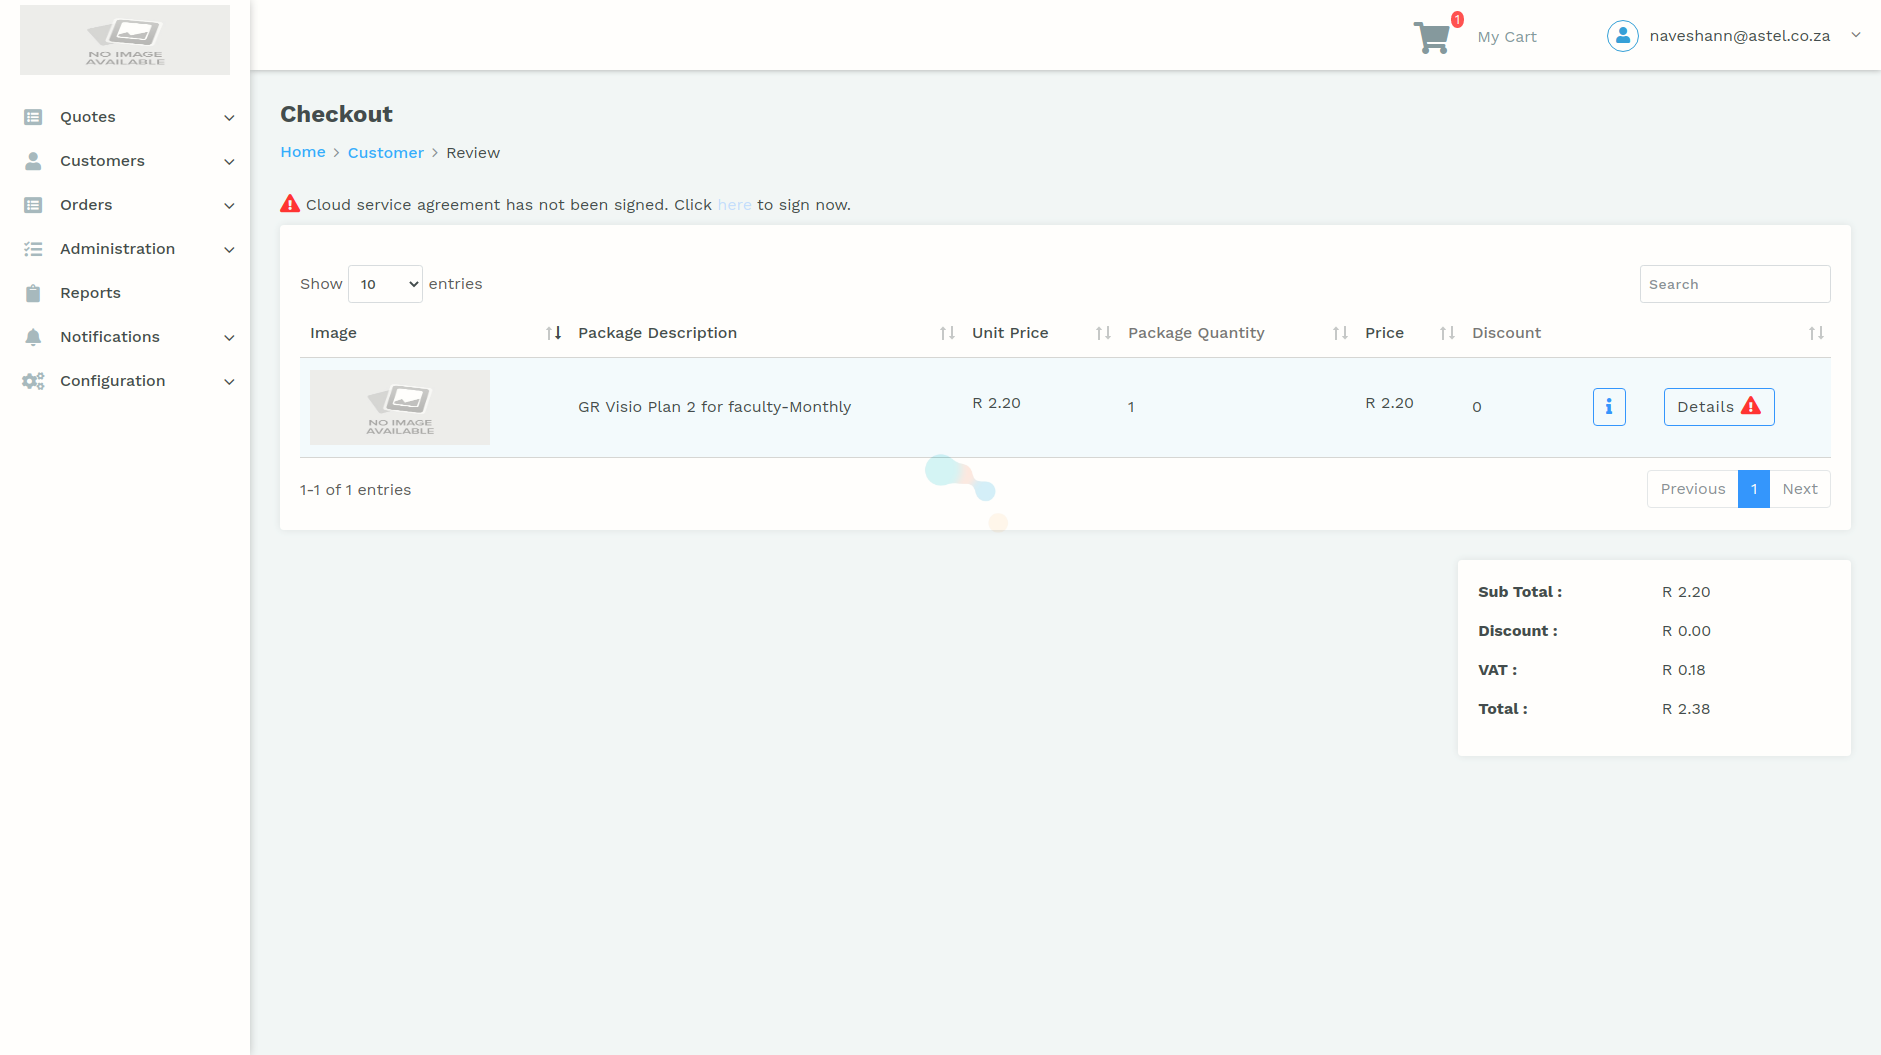 NO IMAGE
AVAILABLE
1
My Cart
naveshann@astel.co.za
Quotes
Customers
Orders
Administration
Reports
Notifications
Configuration
Checkout
Home > Customer > Review
Cloud service agreement has not been signed. Click here to sign now.
Show 10 entries
Search
Image Package Description Unit Price Package Quantity Price Discount
NO IMAGE
AVAILABLE
GR Visio Plan 2 for faculty-Monthly R 2.20 1 R 2.20 0 i Details
1-1 of 1 entries
Previous 1 Next
Sub Total : R 2.20
Discount : R 0.00
VAT : R 0.18
Total : R 2.38